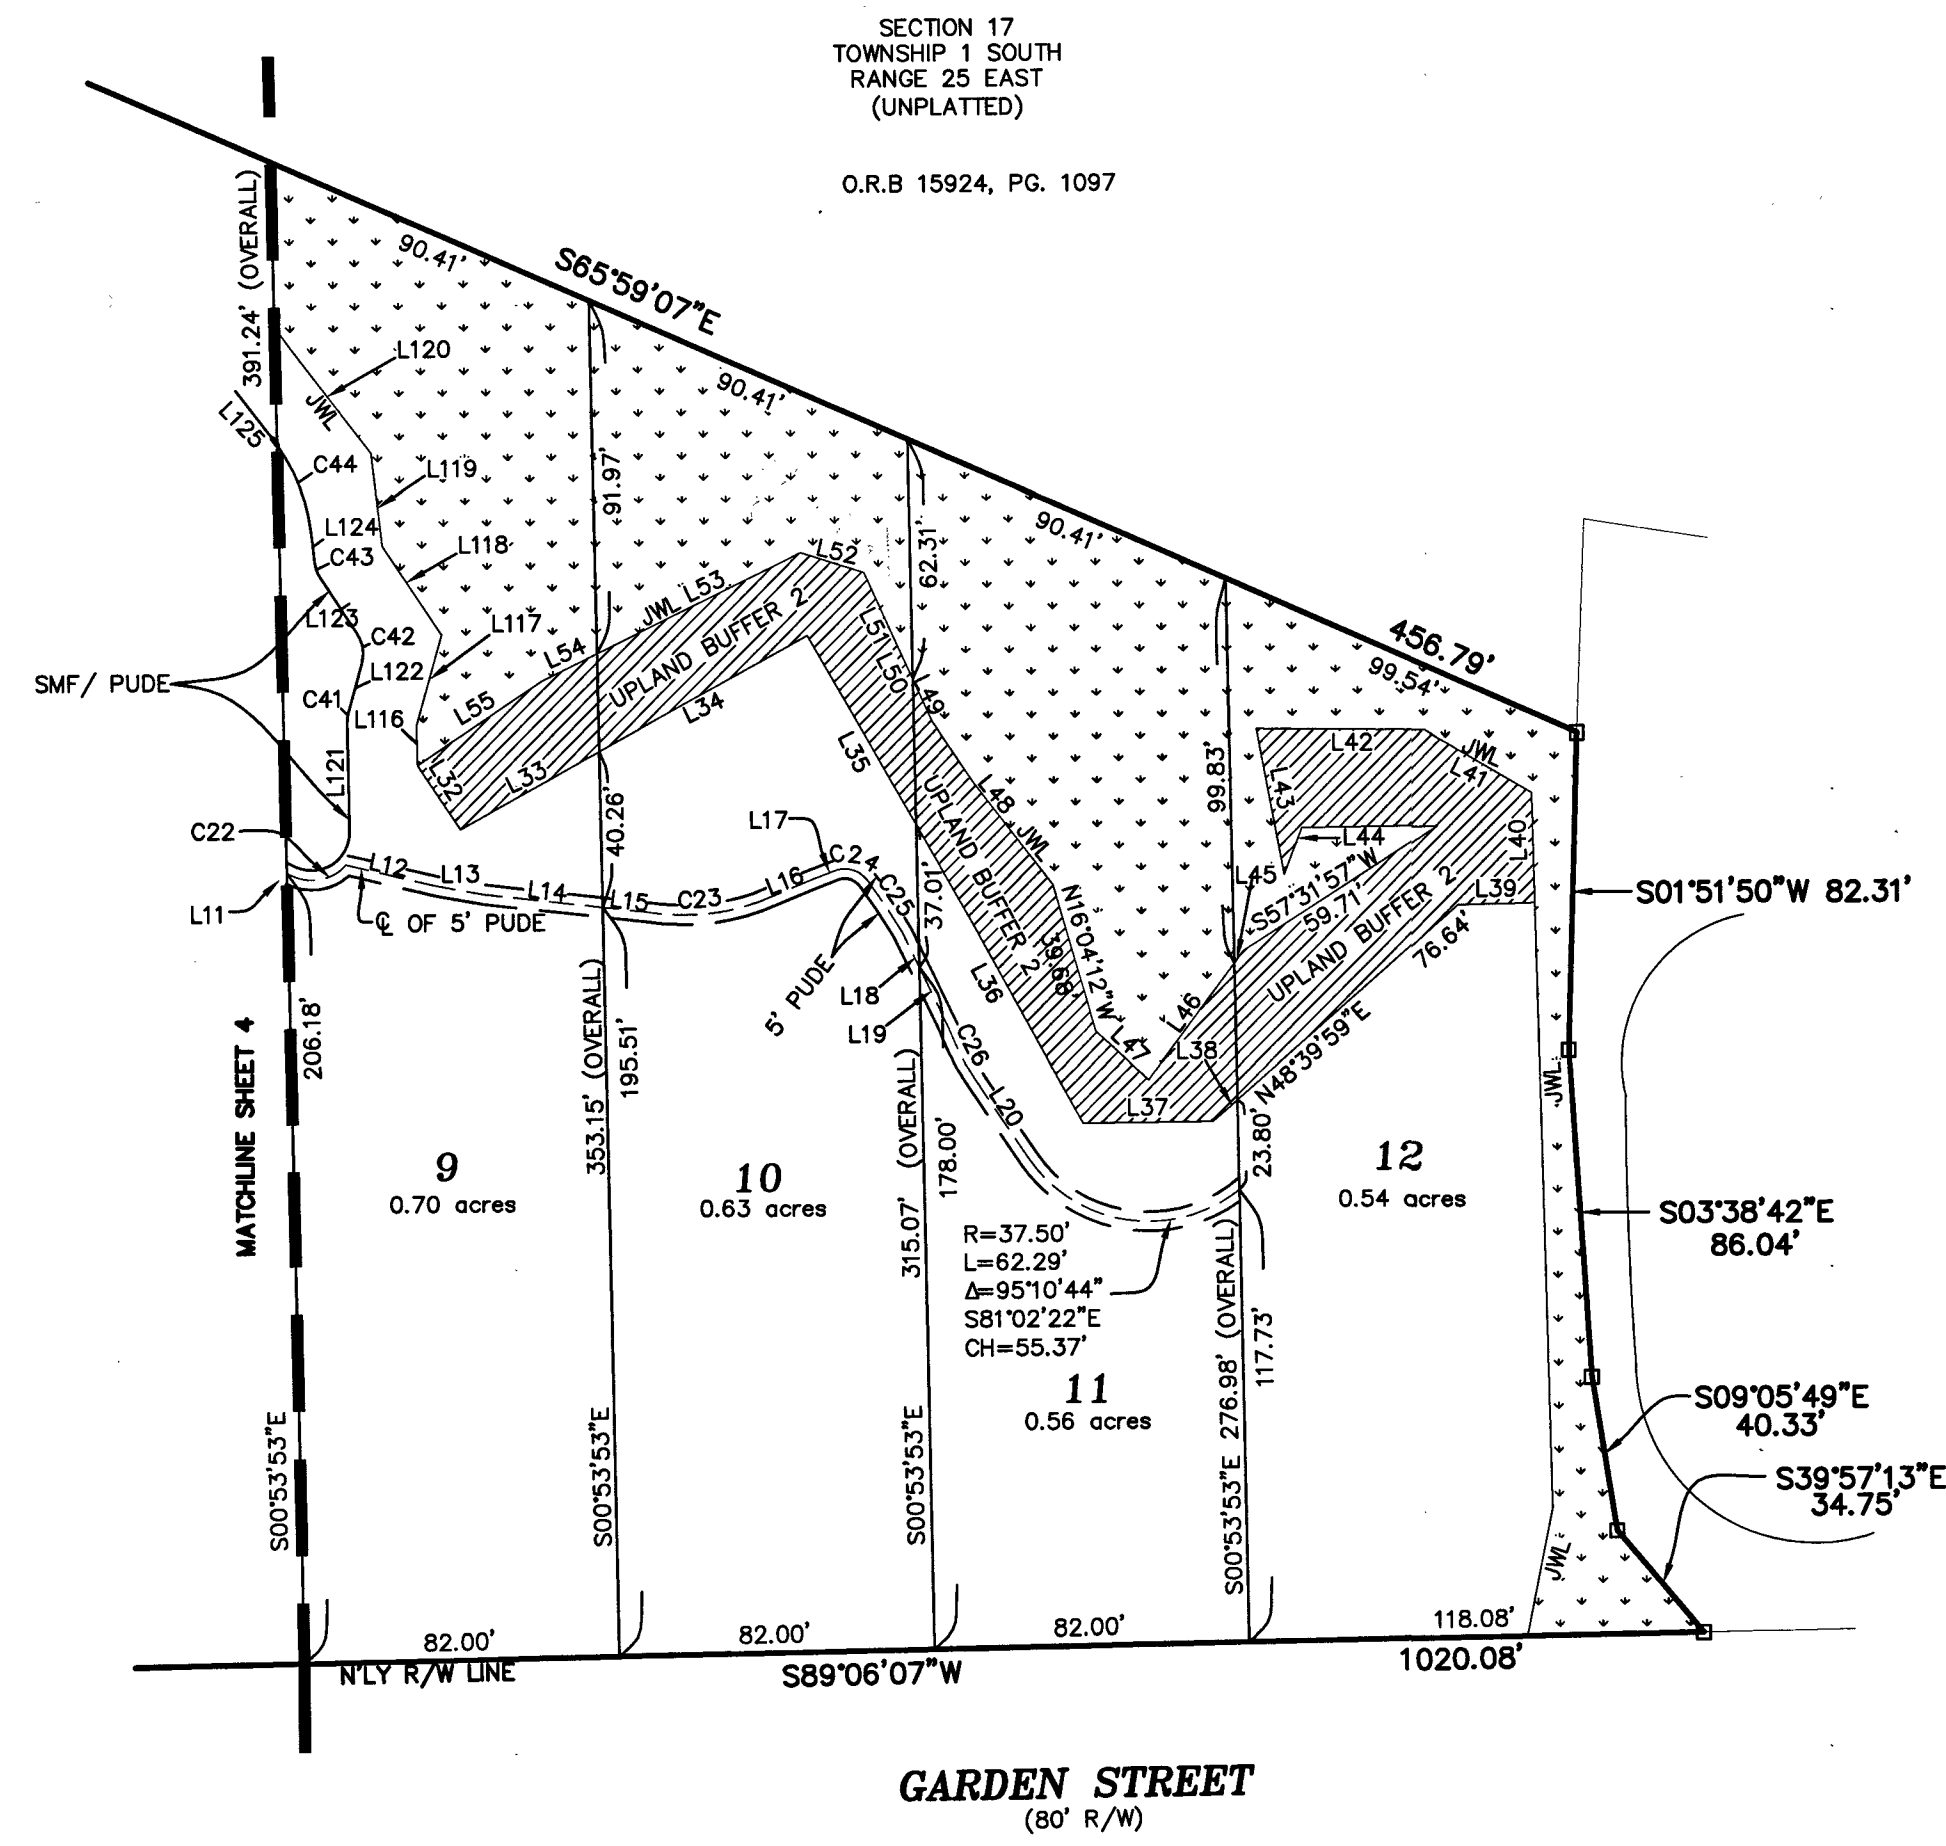 SECTION 17
TOWNSHIP 1 SOUTH
RANGE 25 EAST
(UNPLATTED)
O.R.B 15924, PG. 1097
391.24' (OVERALL)
90.41'
S65°59'07"E
L120
JWL
90.41'
L125
C44
L119
91.97'
L124
C43
L118
90.41'
62.31'
L52
JWL L53
L123
C42
L117
L54
UPLAND BUFFER 2
L51
L50
L49
456.79'
99.54'
SMF/ PUDE
L122
C41
L116
L55
L34
L35
L121
L32
L33
L42
JWL
L41
99.83'
L43
L48
UPLAND BUFFER 2
JWL
C22
40.26'
L17
L44
L40
L12
L13
L14
L15
C23
L16
C24
C25
37.01'
L45
S57°31'57"W
59.71'
L39
S01°51'50"W 82.31'
L11
℄ OF 5' PUDE
N16°04'12"W
39.68'
76.64'
UPLAND BUFFER 2
5' PUDE
L18
L19
L36
L46
L47
L38
N48°39'59"E
MATCHLINE SHEET 4
206.18'
353.15' (OVERALL)
195.51'
C26
L20
L37
JWL
315.07' (OVERALL)
178.00'
23.80'
9
0.70 acres
10
0.63 acres
12
0.54 acres
S03°38'42"E
86.04'
R=37.50'
L=62.29'
Δ=95°10'44"
S81°02'22"E
CH=55.37'
117.73'
11
0.56 acres
S00°53'53"E
S00°53'53"E
S00°53'53"E
S00°53'53"E 276.98' (OVERALL)
S09°05'49"E
40.33'
S39°57'13"E
34.75'
JWL
82.00'
82.00'
82.00'
118.08'
N'LY R/W LINE
S89°06'07"W
1020.08'
GARDEN STREET
(80' R/W)